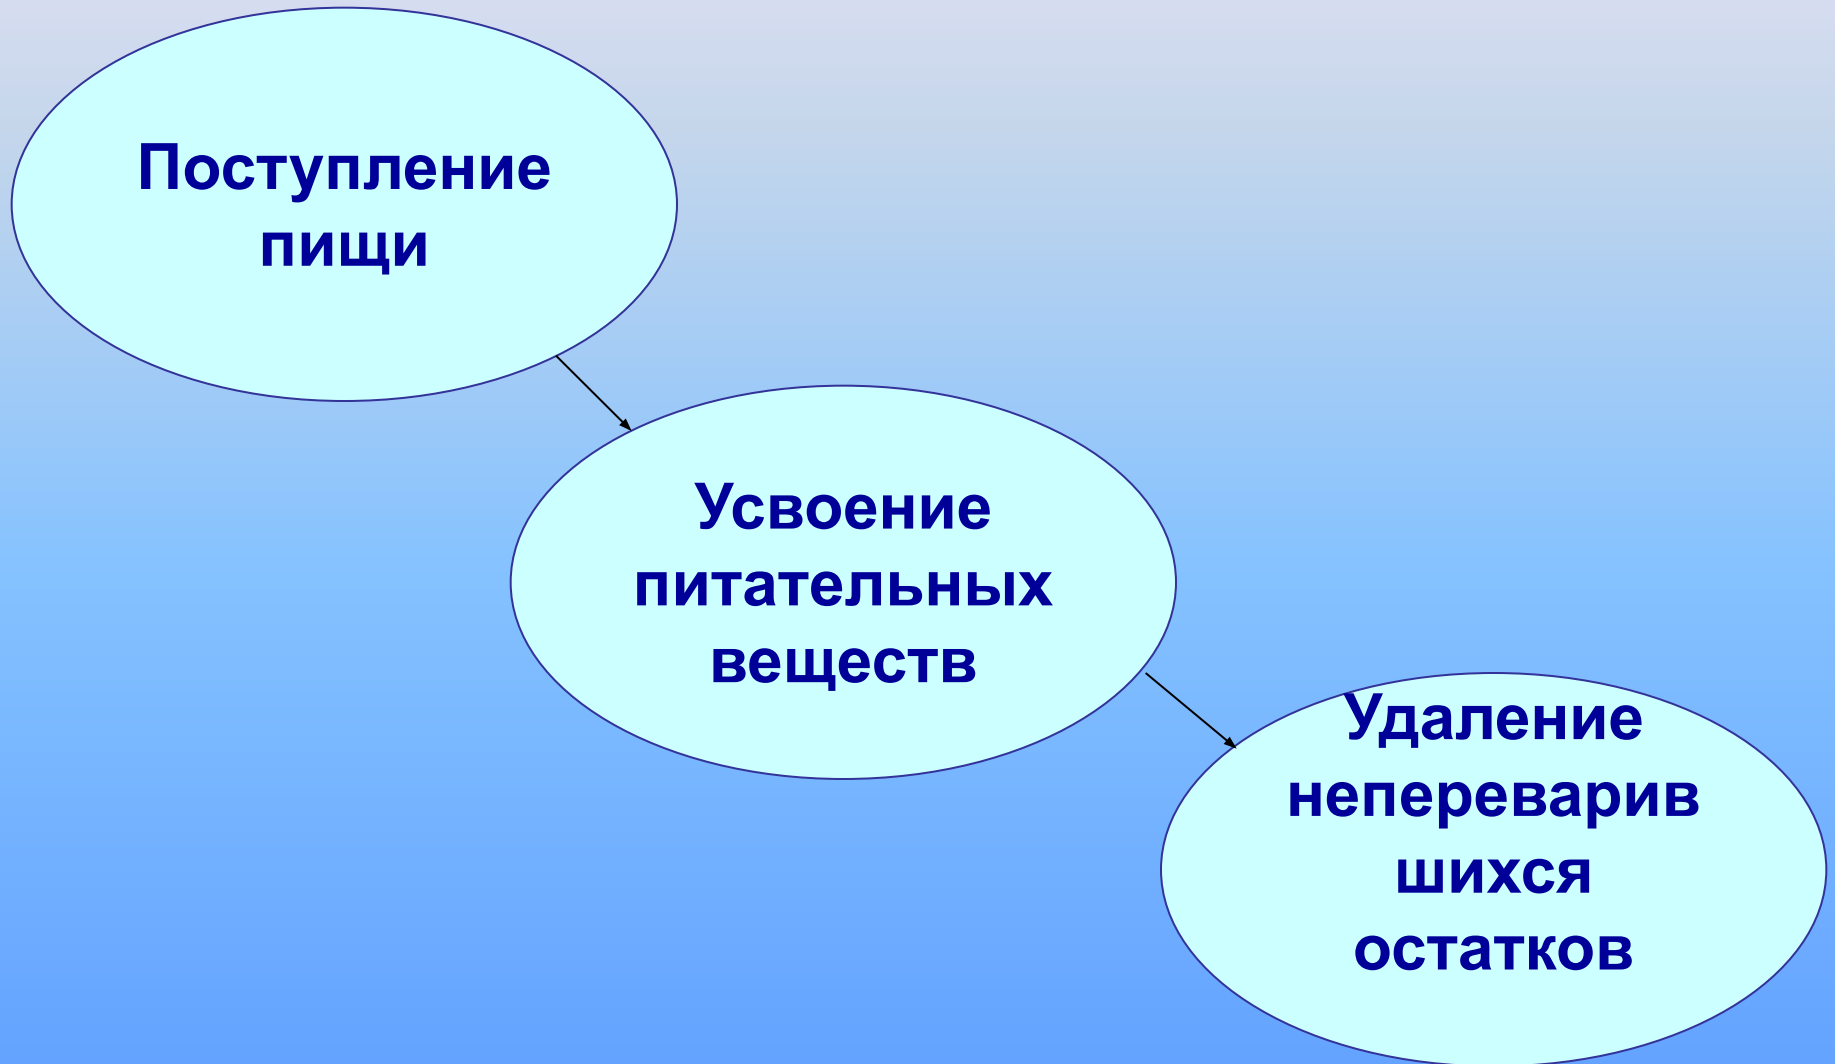 Поступление
пищи
Усвоение
питательных
веществ
Удаление
непереварив
шихся
остатков